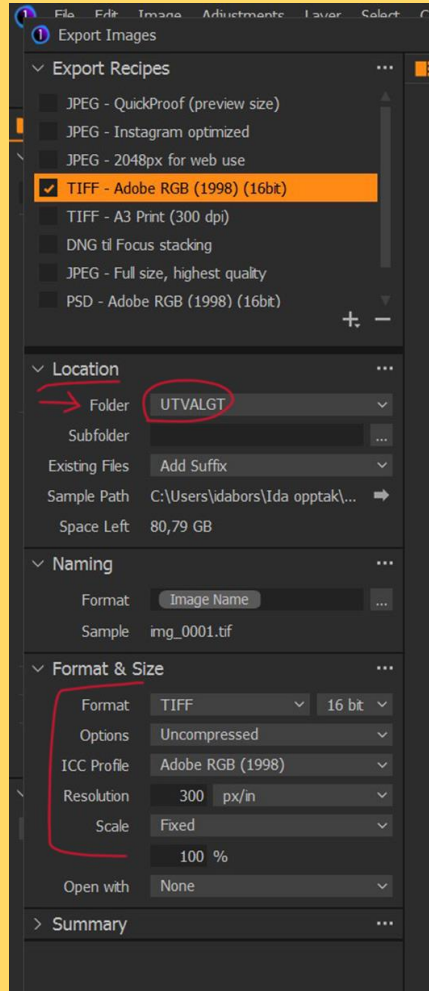 File Edit Image Adjustments Layer Select
Export Images
Export Recipes
JPEG - QuickProof (preview size)
JPEG - Instagram optimized
JPEG - 2048px for web use
TIFF - Adobe RGB (1998) (16bit)
TIFF - A3 Print (300 dpi)
DNG til Focus stacking
JPEG - Full size, highest quality
PSD - Adobe RGB (1998) (16bit)
Location
Folder UTVALGT
Subfolder ...
Existing Files Add Suffix
Sample Path C:\Users\idabors\Ida opptak\...
Space Left 80,79 GB
Naming
Format Image Name ...
Sample img_0001.tif
Format & Size
Format TIFF 16 bit
Options Uncompressed
ICC Profile Adobe RGB (1998)
Resolution 300 px/in
Scale Fixed
100 %
Open with None
Summary